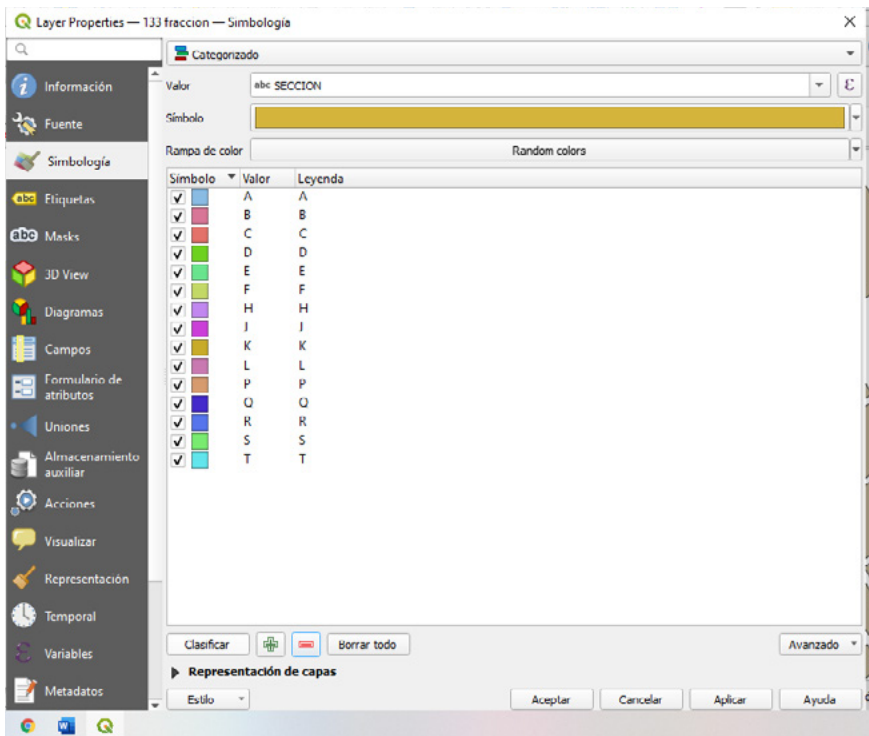 Layer Properties — 133 fraccion — Simbología
Categorizado
Información
Fuente
Simbología
abc Etiquetas
abc Masks
3D View
Diagramas
Campos
Formulario de
atributos
Uniones
Almacenamiento
auxiliar
Acciones
Visualizar
Representación
Temporal
Variables
Metadatos
Valor abc SECCION ε
Símbolo
Rampa de color Random colors
Símbolo Valor Leyenda
A A
B B
C C
D D
E E
F F
H H
J J
K K
L L
P P
Q Q
R R
S S
T T
Clasificar Borrar todo Avanzado
Representación de capas
Estilo Aceptar Cancelar Aplicar Ayuda